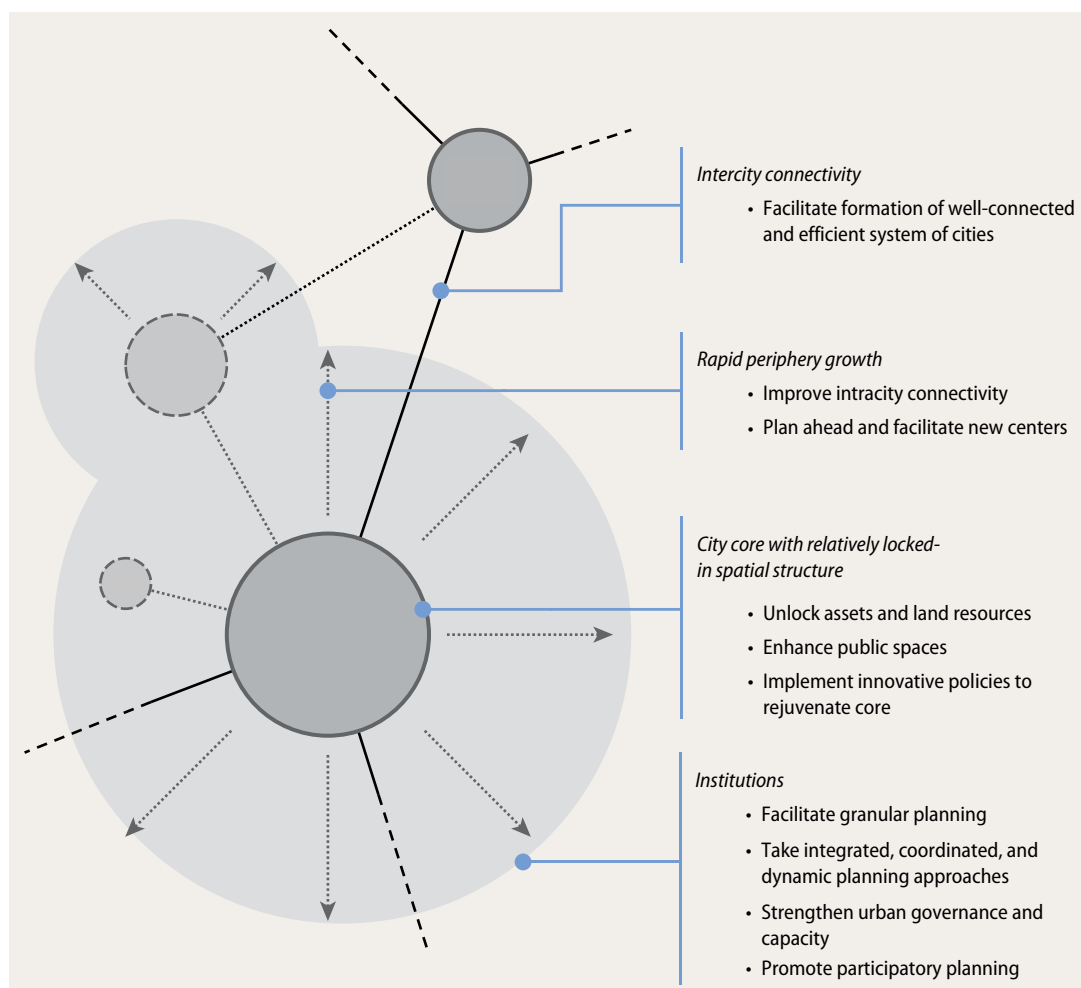 Intercity connectivity
• Facilitate formation of well-connected
and efficient system of cities
Rapid periphery growth
• Improve intracity connectivity
• Plan ahead and facilitate new centers
City core with relatively locked-
in spatial structure
• Unlock assets and land resources
• Enhance public spaces
• Implement innovative policies to
rejuvenate core
Institutions
• Facilitate granular planning
• Take integrated, coordinated, and
dynamic planning approaches
• Strengthen urban governance and
capacity
• Promote participatory planning